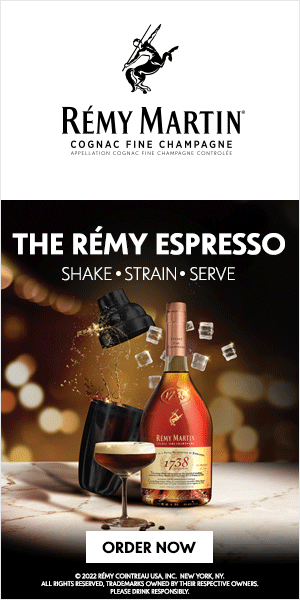 RÉMY MARTIN®
COGNAC FINE CHAMPAGNE
APPELLATION COGNAC FINE CHAMPAGNE CONTROLÉE
THE RÉMY ESPRESSO
SHAKE • STRAIN • SERVE
1738
RÉMY MARTIN
1738
ORDER NOW
© 2022 RÉMY COINTREAU USA, INC. NEW YORK, NY.
ALL RIGHTS RESERVED, TRADEMARKS OWNED BY THEIR RESPECTIVE OWNERS.
PLEASE DRINK RESPONSIBLY.